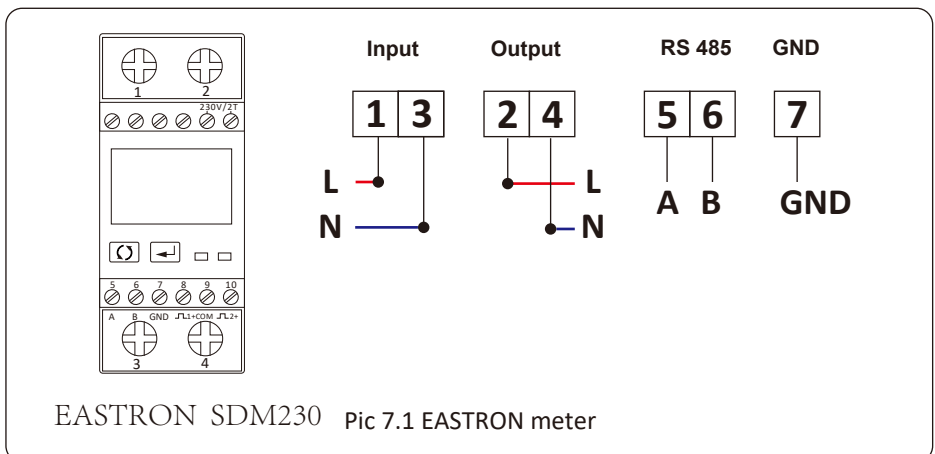 1 2
230V/2T
5 6 7 8 9 10
A B GND 1+COM 2+
3 4
Input Output RS 485 GND
1 3 2 4 5 6 7
L L
N N
A B GND
EASTRON SDM230 Pic 7.1 EASTRON meter